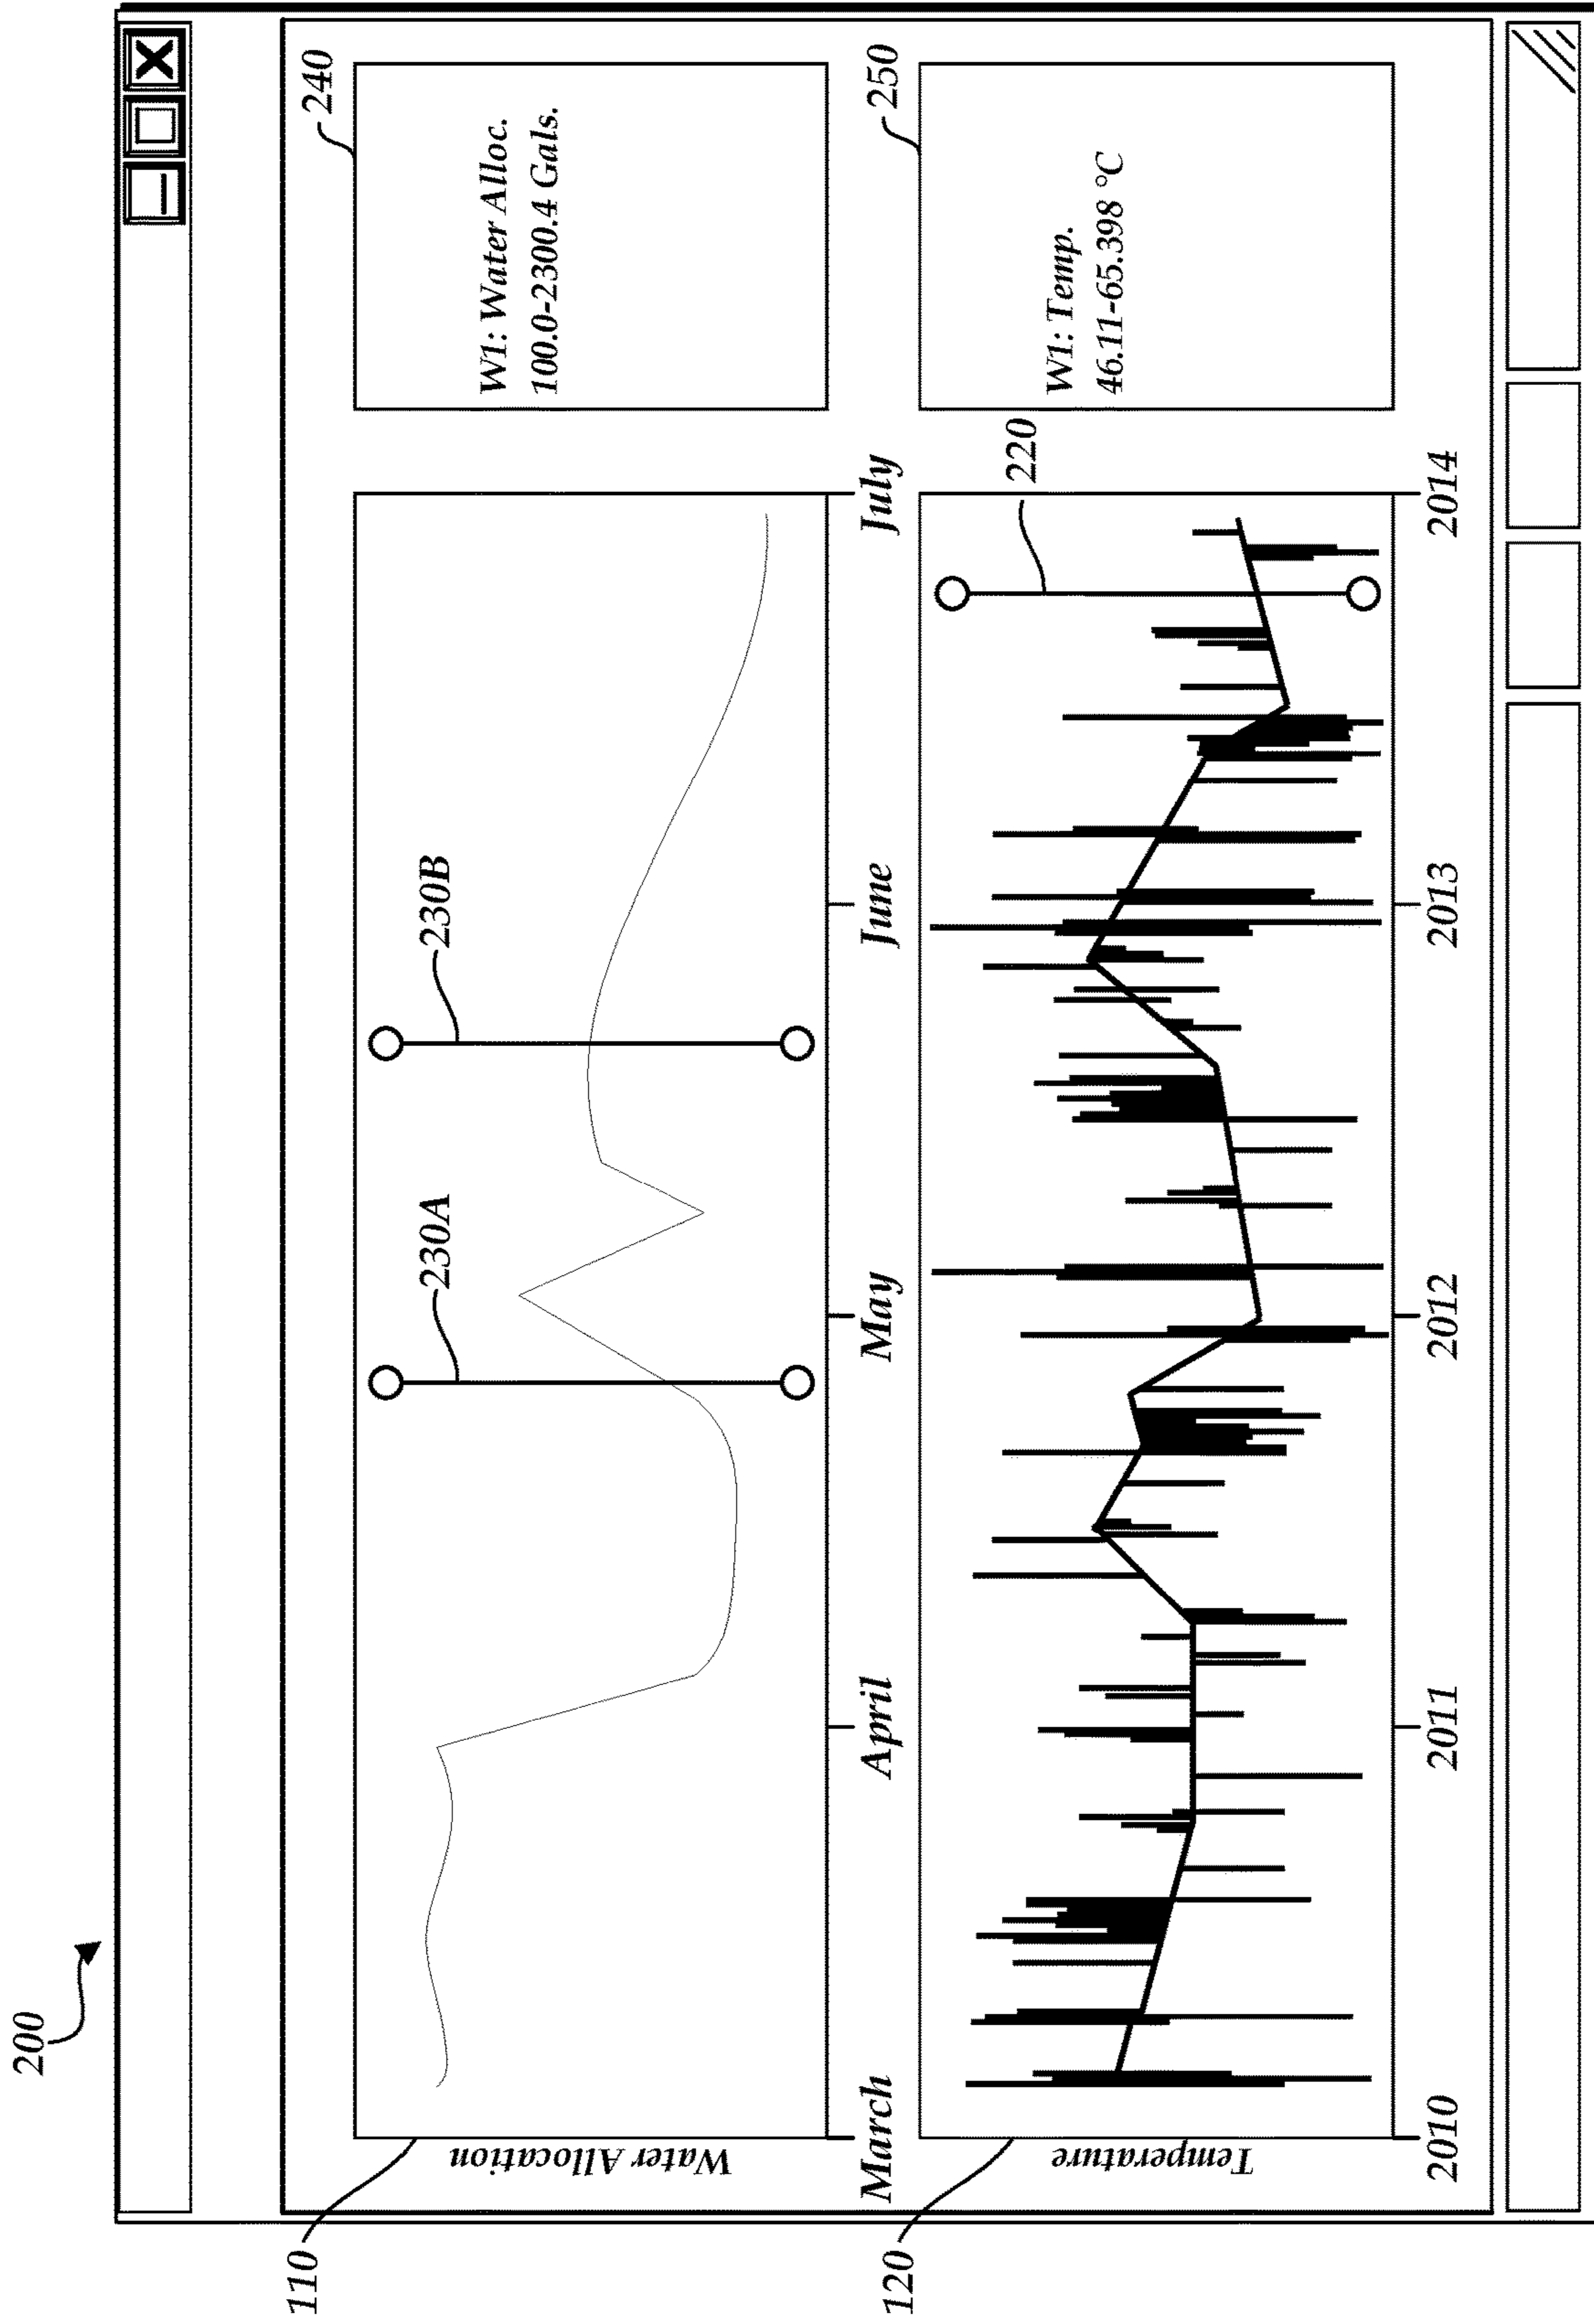 200
240
W1: Water Alloc.
100.0-2300.4 Gals.
110
Water Allocation
230A
230B
March
April
May
June
July
250
W1: Temp.
46.11-65.398 °C
120
Temperature
220
2010
2011
2012
2013
2014